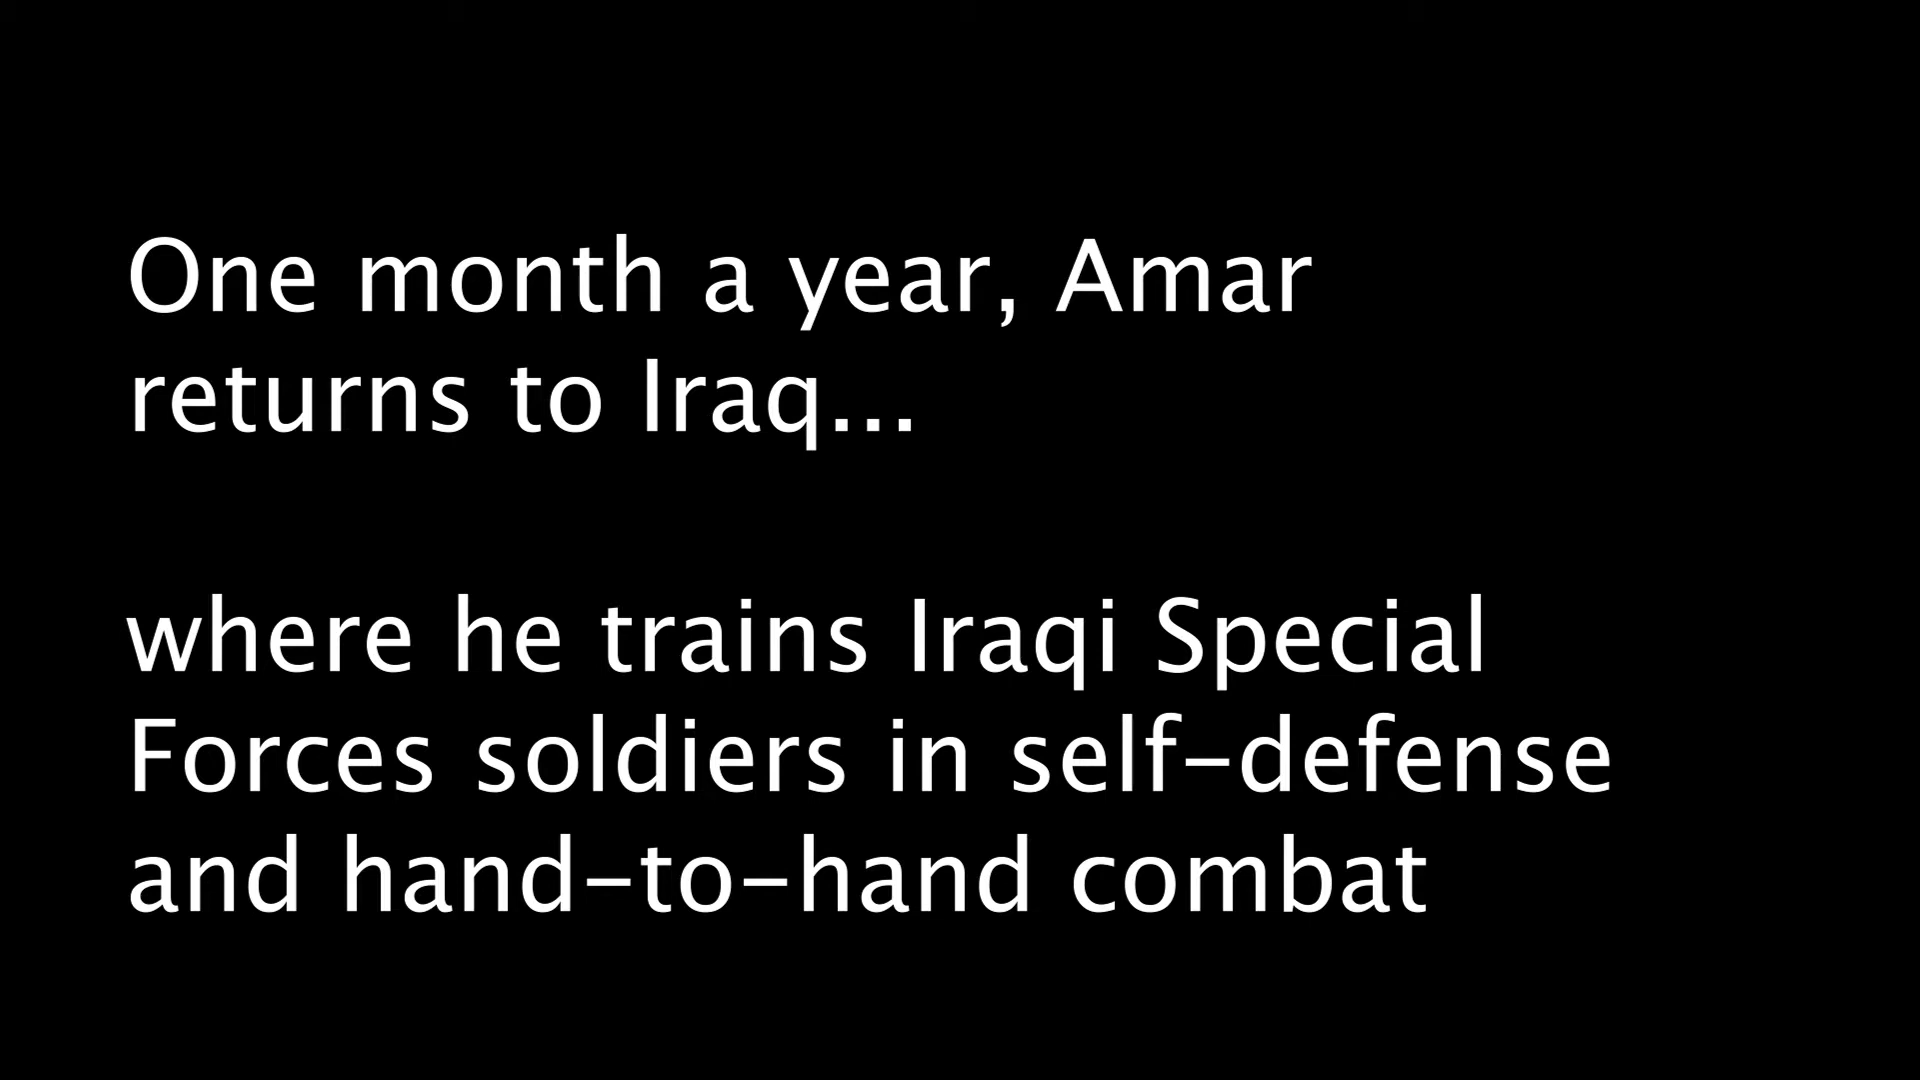 One month a year, Amar
returns to Iraq...
where he trains Iraqi Special
Forces soldiers in self-defense
and hand-to-hand combat